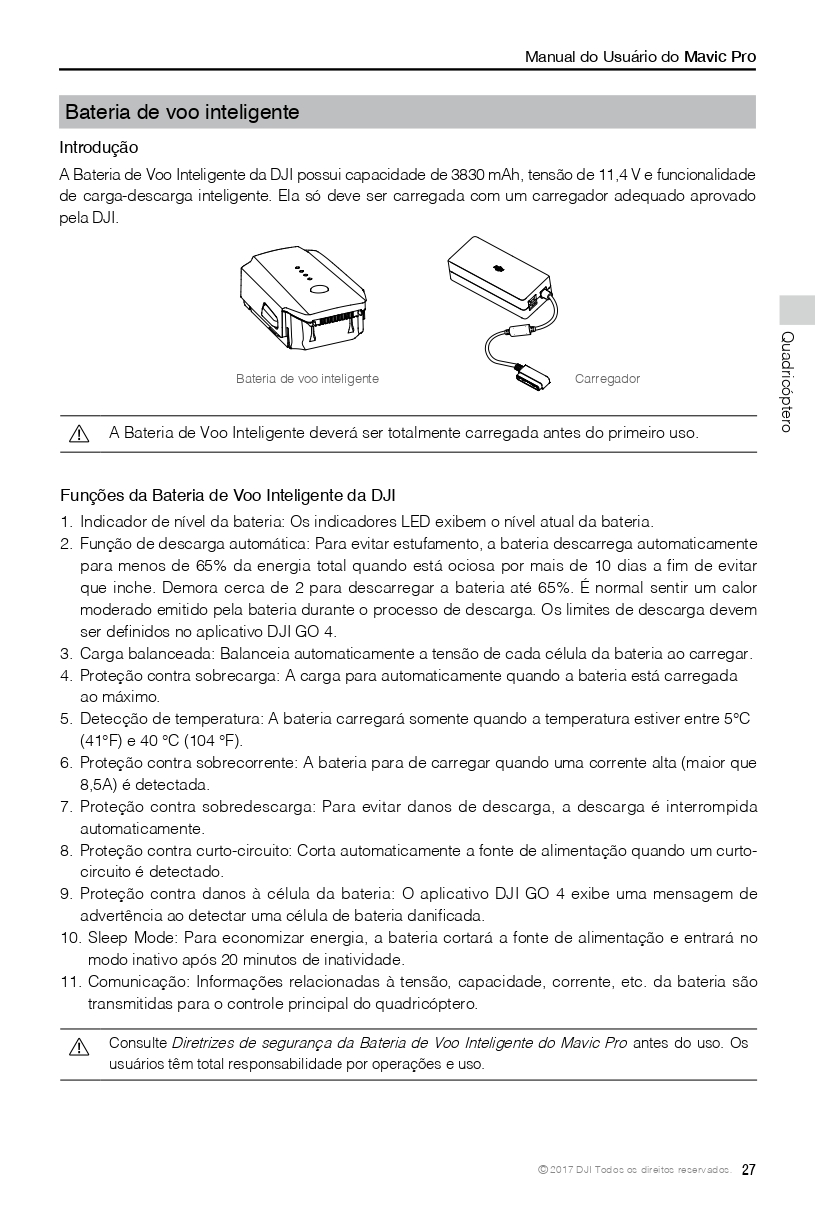 Manual do Usuário do Mavic Pro
Bateria de voo inteligente
Introdução
A Bateria de Voo Inteligente da DJI possui capacidade de 3830 mAh, tensão de 11,4 V e funcionalidade
de carga-descarga inteligente. Ela só deve ser carregada com um carregador adequado aprovado
pela DJI.
Bateria de voo inteligente
Carregador
Quadricóptero
A Bateria de Voo Inteligente deverá ser totalmente carregada antes do primeiro uso.
Funções da Bateria de Voo Inteligente da DJI
1. Indicador de nível da bateria: Os indicadores LED exibem o nível atual da bateria.
2. Função de descarga automática: Para evitar estufamento, a bateria descarrega automaticamente
para menos de 65% da energia total quando está ociosa por mais de 10 dias a fim de evitar
que inche. Demora cerca de 2 para descarregar a bateria até 65%. É normal sentir um calor
moderado emitido pela bateria durante o processo de descarga. Os limites de descarga devem
ser definidos no aplicativo DJI GO 4.
3. Carga balanceada: Balanceia automaticamente a tensão de cada célula da bateria ao carregar.
4. Proteção contra sobrecarga: A carga para automaticamente quando a bateria está carregada
ao máximo.
5. Detecção de temperatura: A bateria carregará somente quando a temperatura estiver entre 5°C
(41°F) e 40 °C (104 °F).
6. Proteção contra sobrecorrente: A bateria para de carregar quando uma corrente alta (maior que
8,5A) é detectada.
7. Proteção contra sobredescarga: Para evitar danos de descarga, a descarga é interrompida
automaticamente.
8. Proteção contra curto-circuito: Corta automaticamente a fonte de alimentação quando um curto-
circuito é detectado.
9. Proteção contra danos à célula da bateria: O aplicativo DJI GO 4 exibe uma mensagem de
advertência ao detectar uma célula de bateria danificada.
10. Sleep Mode: Para economizar energia, a bateria cortará a fonte de alimentação e entrará no
modo inativo após 20 minutos de inatividade.
11. Comunicação: Informações relacionadas à tensão, capacidade, corrente, etc. da bateria são
transmitidas para o controle principal do quadricóptero.
Consulte Diretrizes de segurança da Bateria de Voo Inteligente do Mavic Pro antes do uso. Os
usuários têm total responsabilidade por operações e uso.
© 2017 DJI Todos os direitos reservados. 27